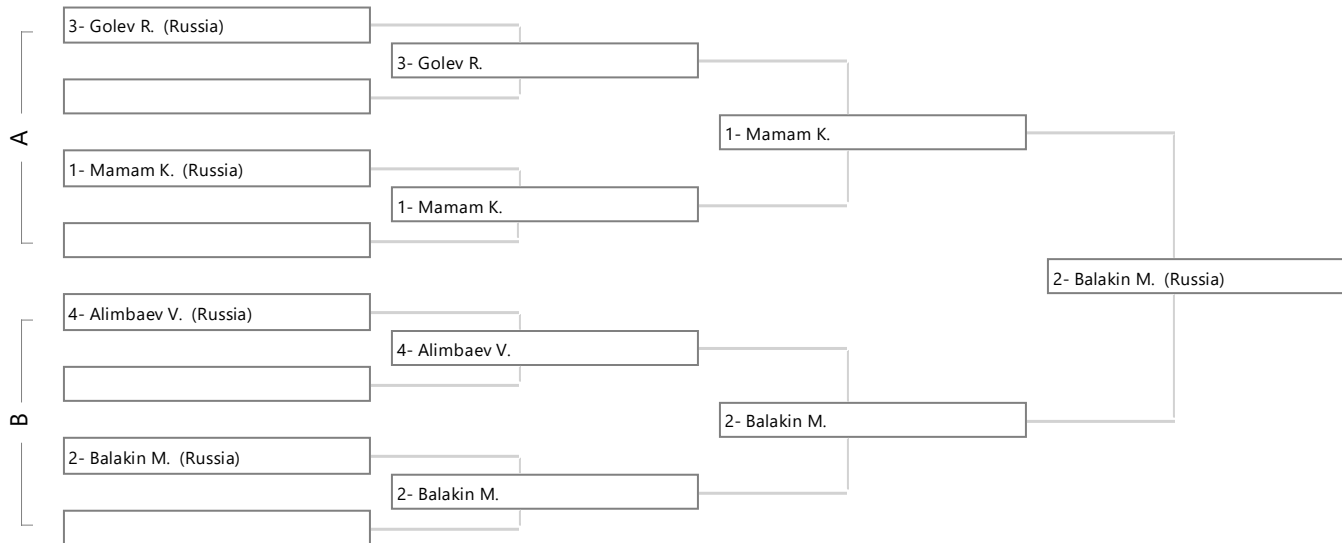 3- Golev R. (Russia)
3- Golev R.
A
1- Mamam K.
1- Mamam K. (Russia)
1- Mamam K.
2- Balakin M. (Russia)
4- Alimbaev V. (Russia)
4- Alimbaev V.
B
2- Balakin M.
2- Balakin M. (Russia)
2- Balakin M.